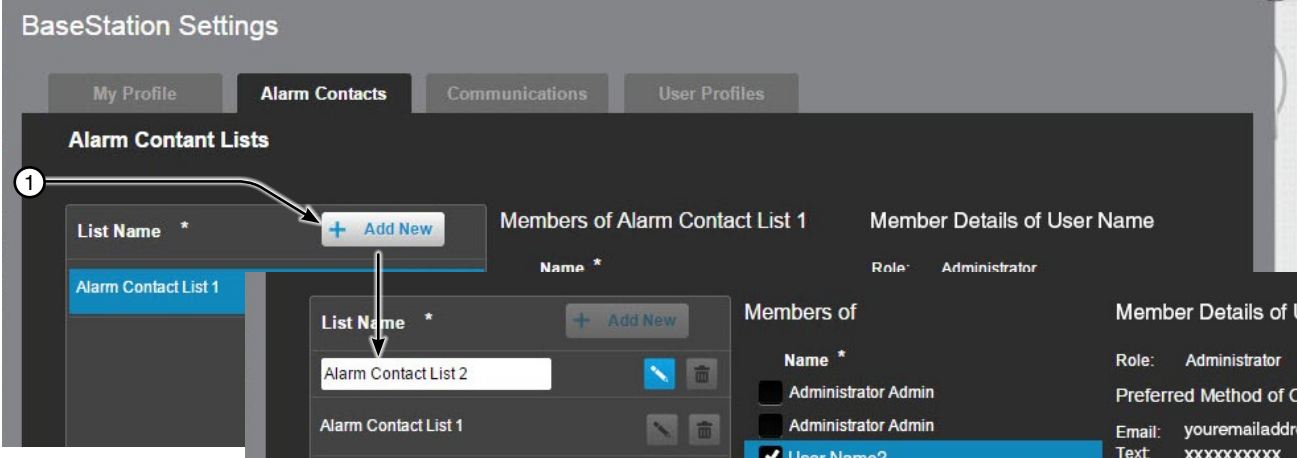 BaseStation Settings
My Profile Alarm Contacts Communications User Profiles
Alarm Contant Lists
1
List Name * + Add New Members of Alarm Contact List 1 Member Details of User Name
Name * Role: Administrator
Alarm Contact List 1
List Name * + Add New Members of Member Details of U
Name * Role: Administrator
Alarm Contact List 2
Administrator Admin Preferred Method of C
Alarm Contact List 1 Administrator Admin Email: youremailaddre
User Name2 Text: xxxxxxxxxx